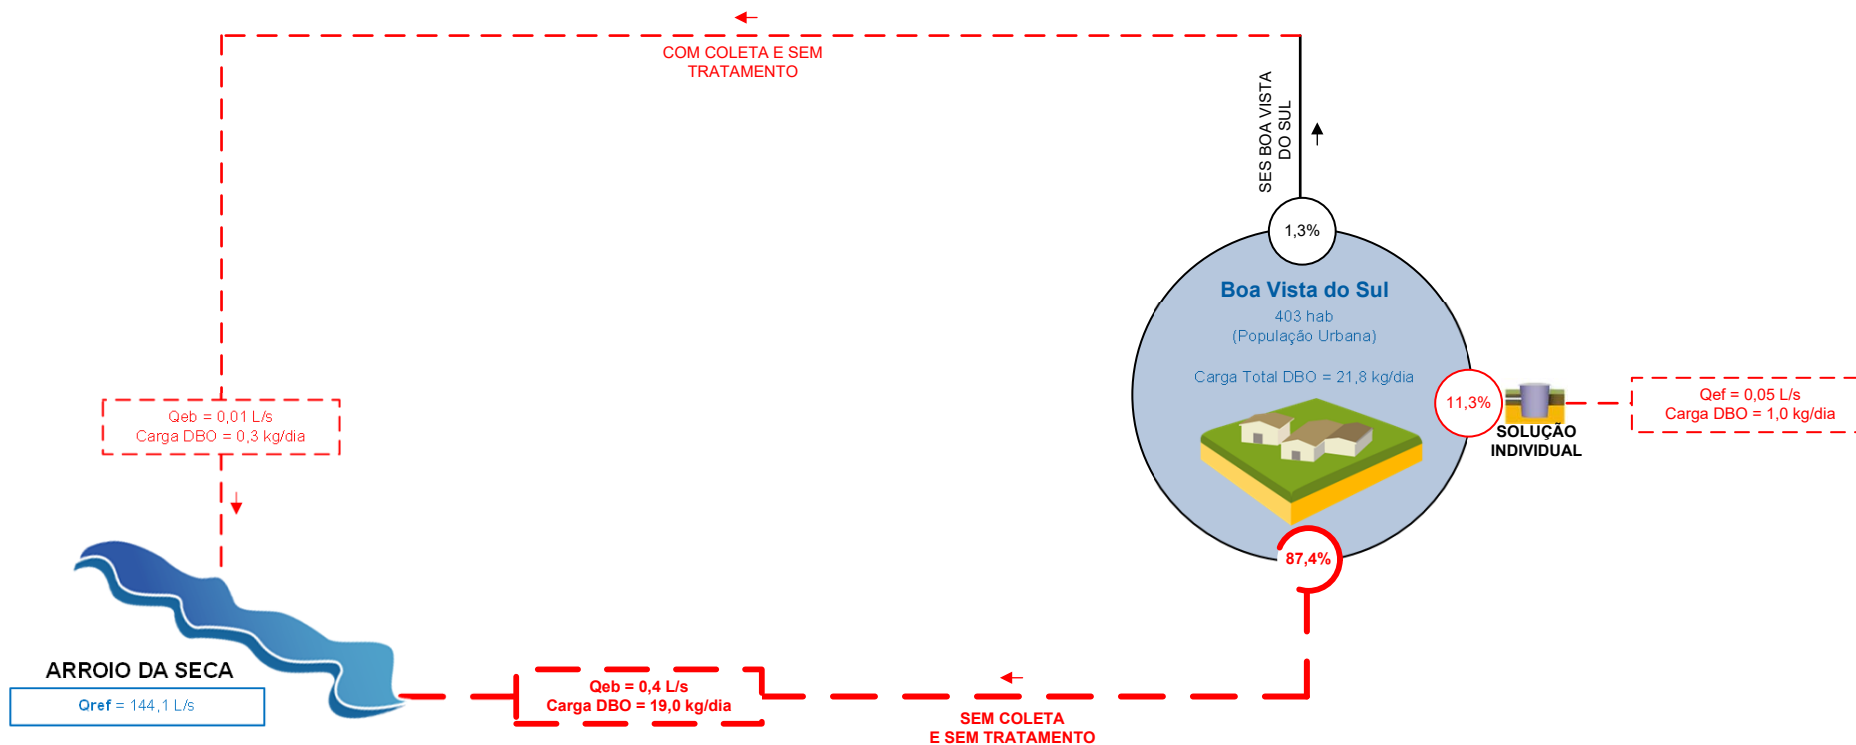 COM COLETA E SEM
TRATAMENTO
SES BOA VISTA
DO SUL
1,3%
Boa Vista do Sul
403 hab
(População Urbana)
Carga Total DBO = 21,8 kg/dia
11,3%
SOLUÇÃO
INDIVIDUAL
Qef = 0,05 L/s
Carga DBO = 1,0 kg/dia
Qeb = 0,01 L/s
Carga DBO = 0,3 kg/dia
87,4%
ARROIO DA SECA
Qref = 144,1 L/s
Qeb = 0,4 L/s
Carga DBO = 19,0 kg/dia
SEM COLETA
E SEM TRATAMENTO